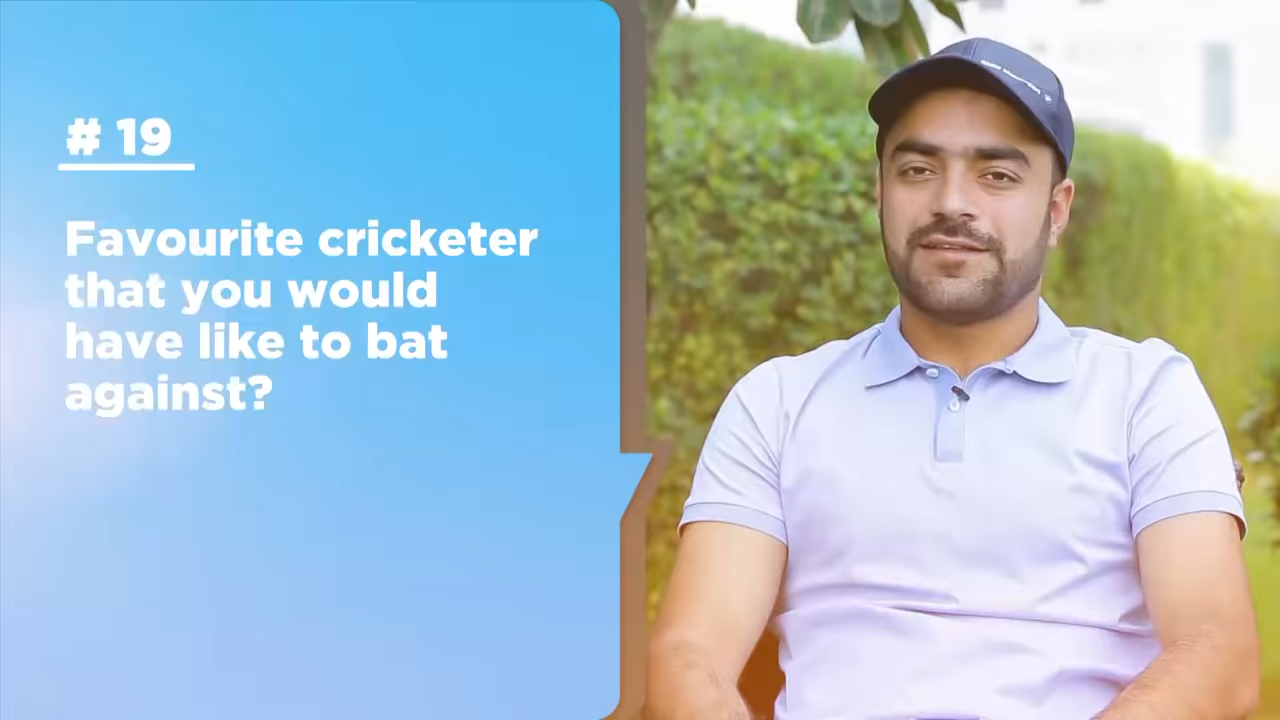 # 19
Favourite cricketer
that you would
have like to bat
against?